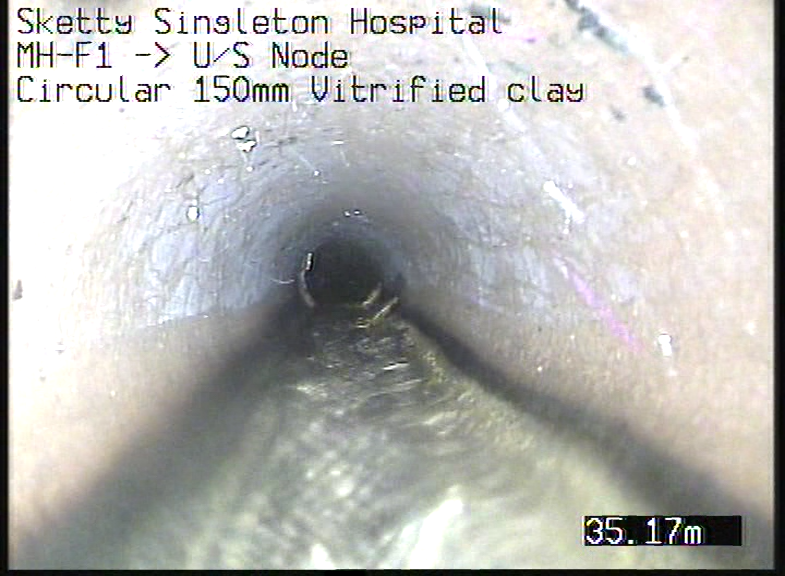 Sketty Singleton Hospital
MH-F1 -> U/S Node
Circular 150mm Vitrified clay
35.17m